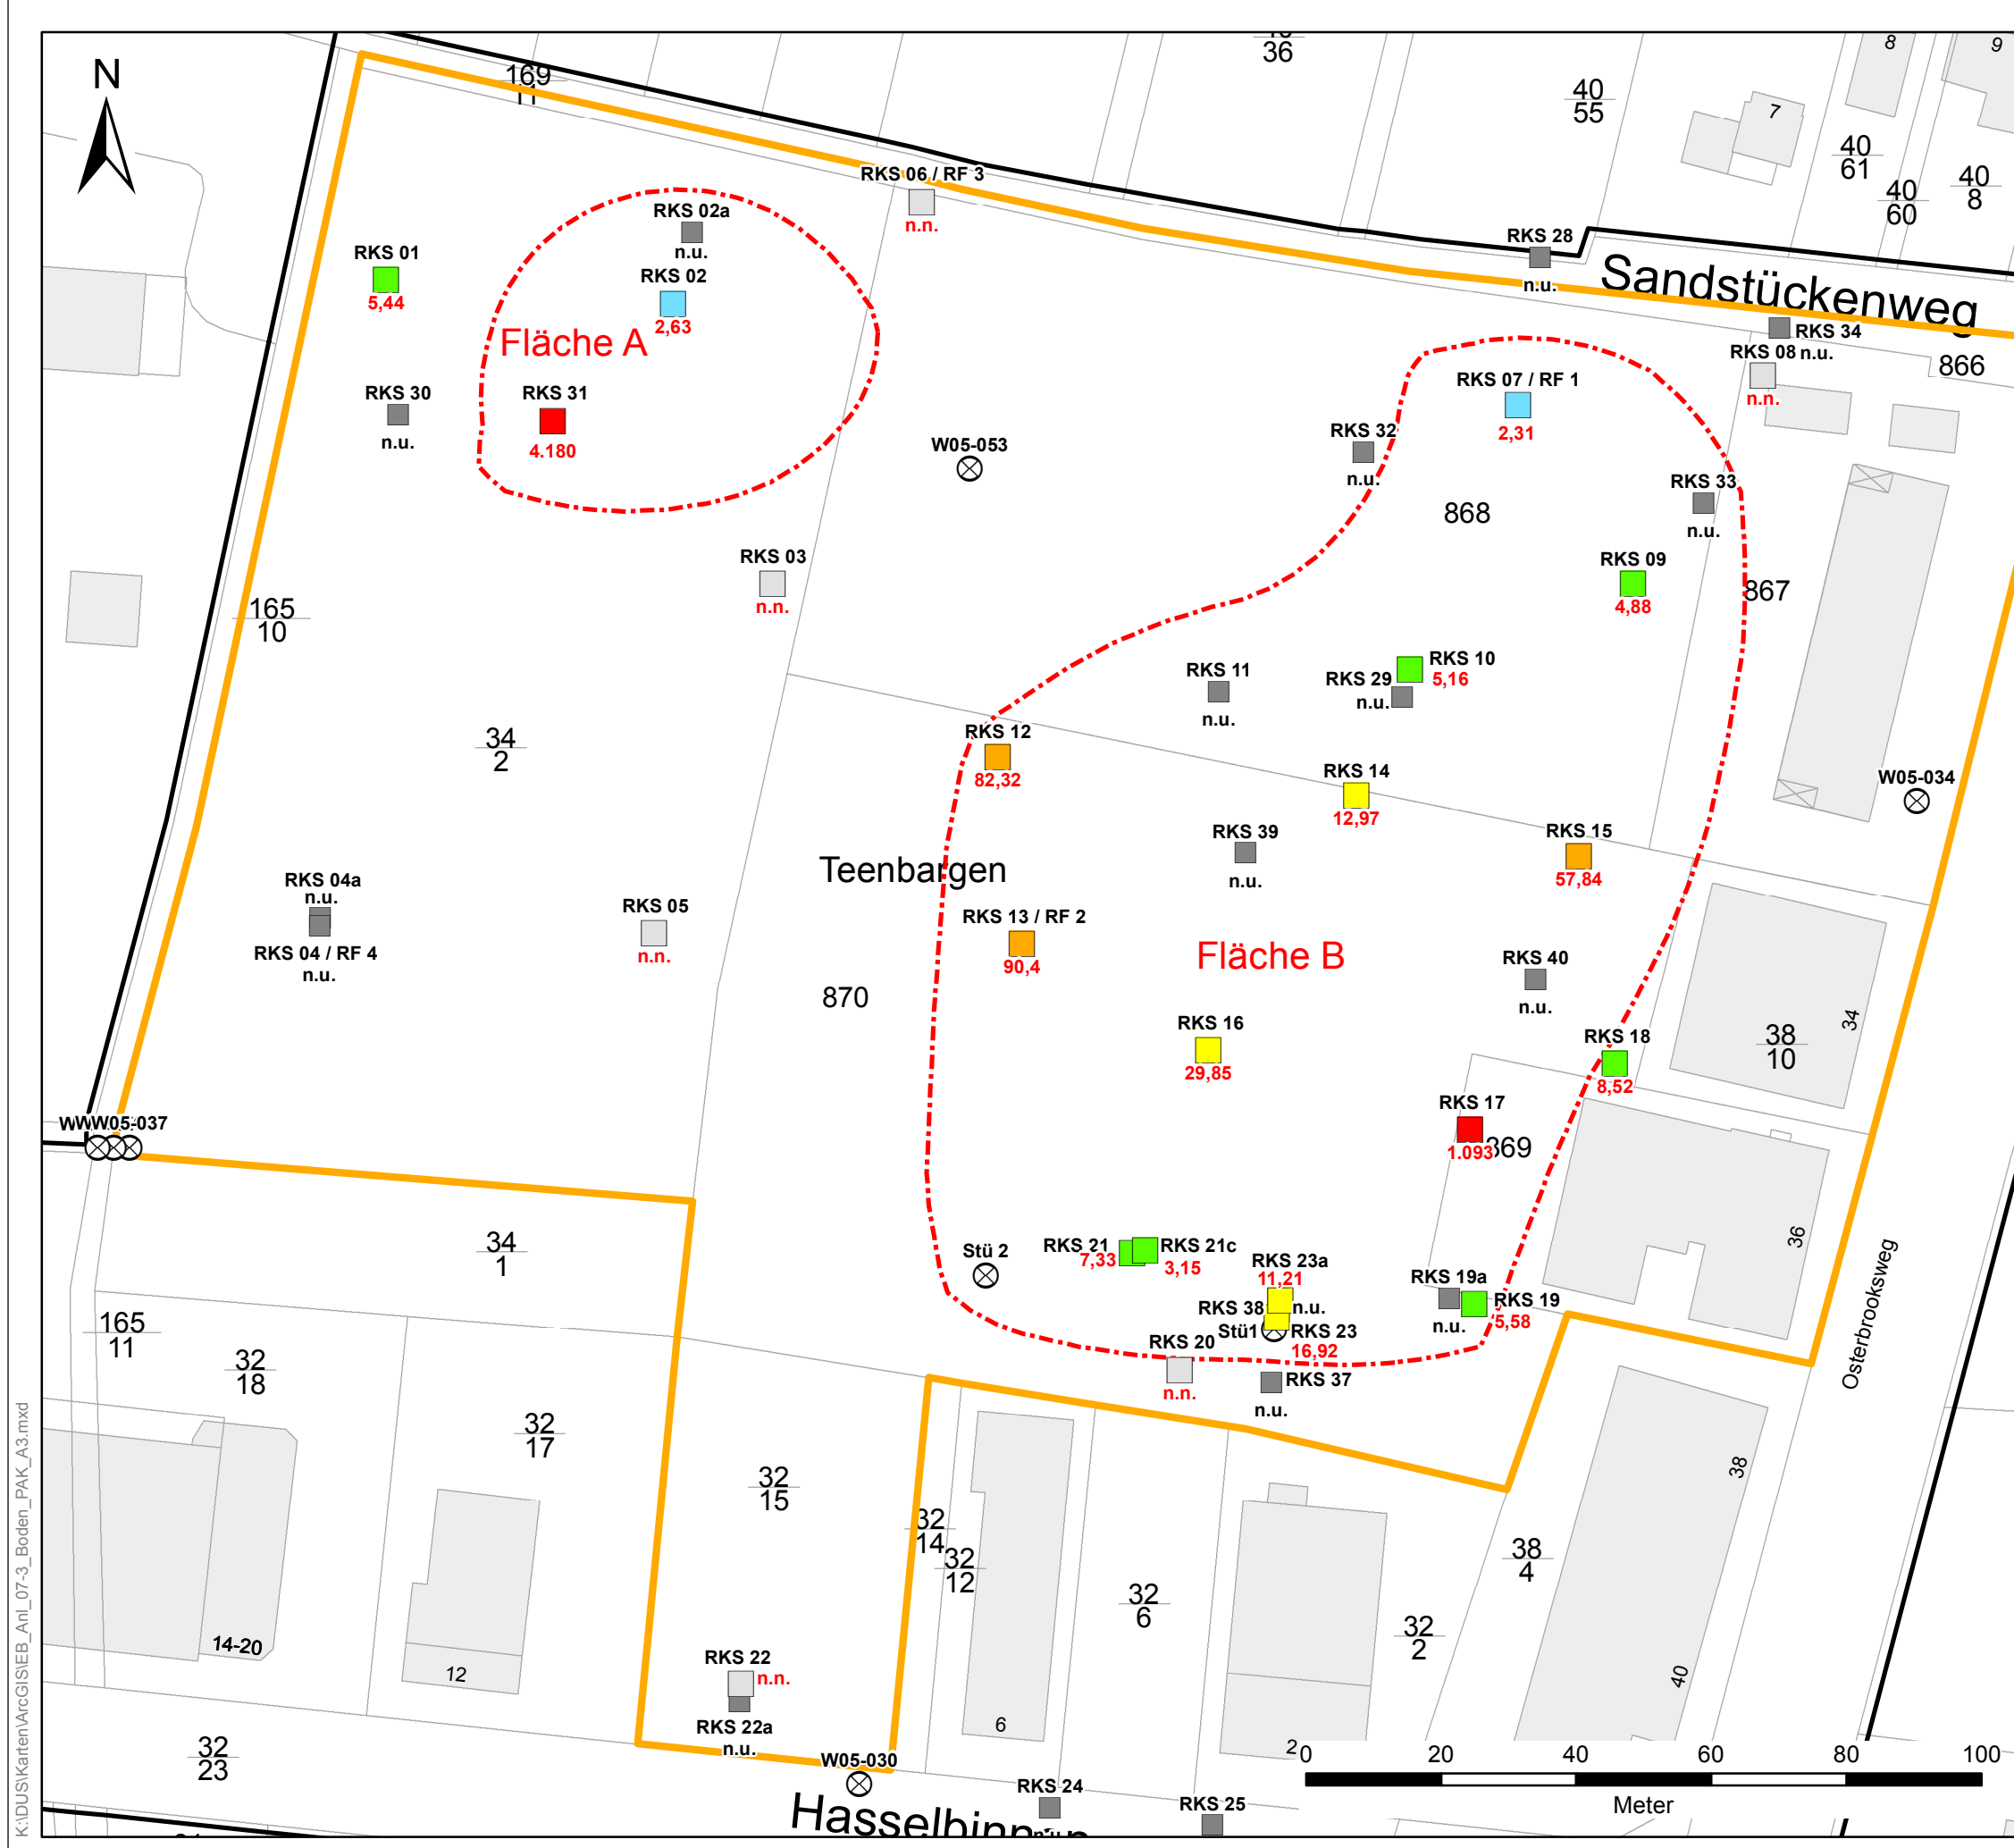 N
169
11
36
40
55
8
9
7
40
61
40
60
40
8
RKS 06 / RF 3
n.n.
RKS 02a
n.u.
RKS 01
5,44
RKS 02
2,63
RKS 28
n.u.
Sandstückenweg
Fläche A
RKS 34
n.u.
RKS 08
n.n.
866
RKS 30
n.u.
RKS 31
4.180
RKS 07 / RF 1
2,31
W05-053
RKS 32
n.u.
RKS 33
n.u.
868
RKS 03
n.n.
RKS 09
4,88
867
165
10
RKS 11
n.u.
RKS 10
5,16
RKS 29
n.u.
34
2
RKS 12
82,32
RKS 14
12,97
W05-034
RKS 39
n.u.
RKS 15
57,84
Teenbargen
RKS 04a
n.u.
RKS 04 / RF 4
n.u.
RKS 05
n.n.
RKS 13 / RF 2
90,4
Fläche B
RKS 40
n.u.
870
RKS 16
29,85
RKS 18
8,52
38
10
34
RKS 17
1.093
869
W05-037
34
1
Stü 2
RKS 21
7,33
RKS 21c
3,15
RKS 23a
11,21
RKS 38
n.u.
Stü1
RKS 23
16,92
RKS 19a
n.u.
RKS 19
5,58
36
Osterbrooksweg
165
11
32
18
RKS 20
n.n.
RKS 37
n.u.
32
17
32
15
32
14
32
12
38
38
4
32
6
32
2
14-20
12
RKS 22
n.n.
RKS 22a
n.u.
6
2
40
32
23
W05-030
RKS 24
n.u.
RKS 25
0 20 40 60 80 100
Meter
K:\DUS\Karten\ArcGIS\EB_Anl_07-3_Boden_PAK_A3.mxd